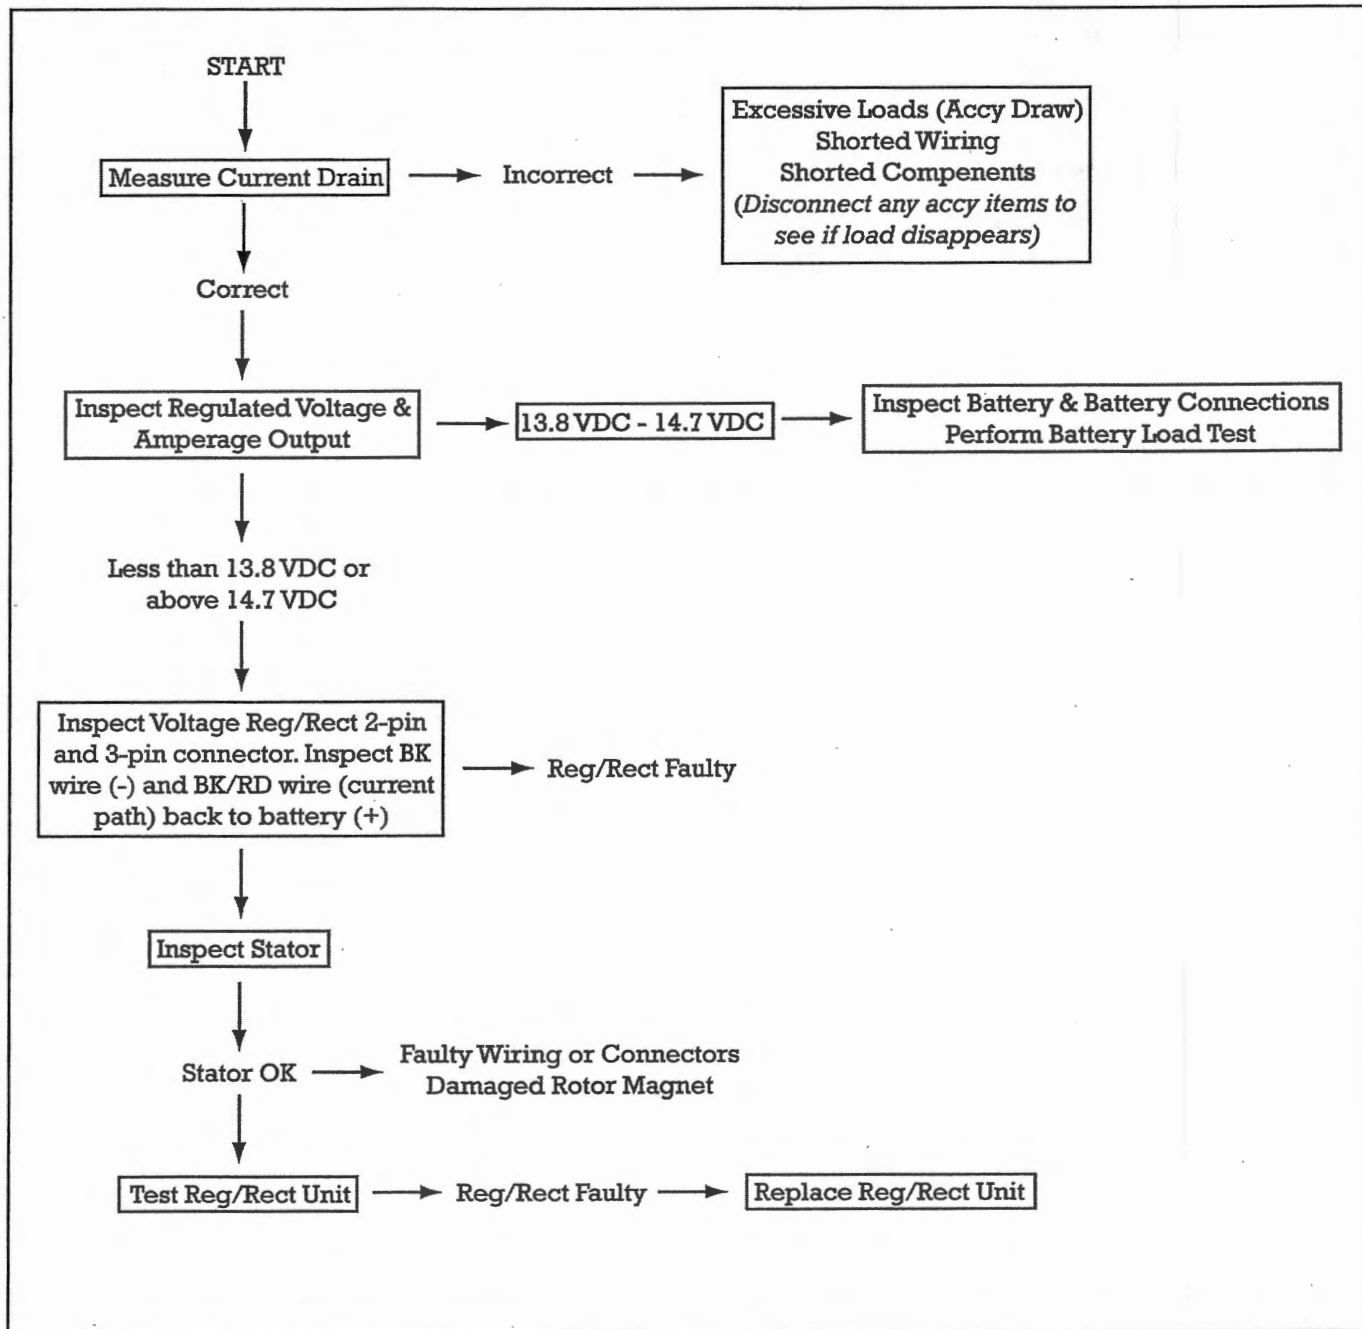 START
Measure Current Drain
Incorrect
Excessive Loads (Accy Draw)
Shorted Wiring
Shorted Compenents
(Disconnect any accy items to
see if load disappears)
Correct
Inspect Regulated Voltage &
Amperage Output
13.8 VDC - 14.7 VDC
Inspect Battery & Battery Connections
Perform Battery Load Test
Less than 13.8 VDC or
above 14.7 VDC
Inspect Voltage Reg/Rect 2-pin
and 3-pin connector. Inspect BK
wire (-) and BK/RD wire (current
path) back to battery (+)
Reg/Rect Faulty
Inspect Stator
Stator OK
Faulty Wiring or Connectors
Damaged Rotor Magnet
Test Reg/Rect Unit
Reg/Rect Faulty
Replace Reg/Rect Unit